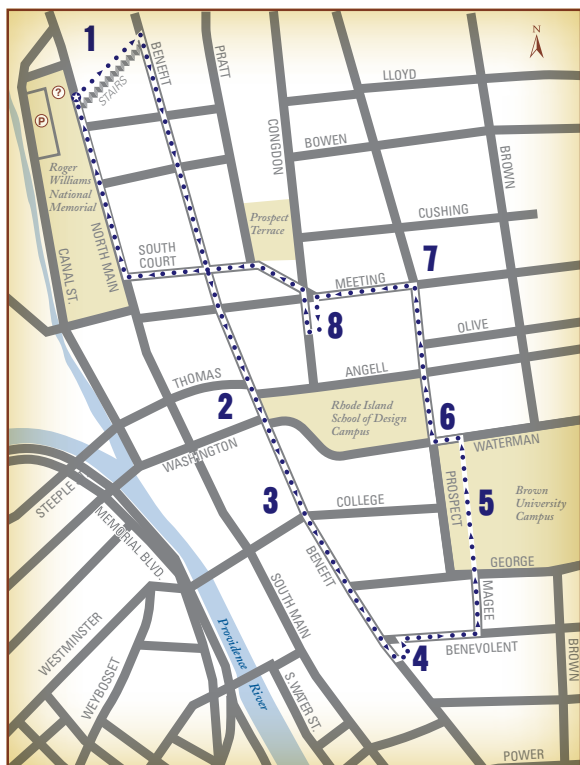 1
N
BENEFIT
PRATT
LLOYD
STAIRS
?
P
CONGDON
BOWEN
BROWN
Roger
Williams
National
Memorial
Prospect
Terrace
CUSHING
CANAL ST.
NORTH MAIN
SOUTH
COURT
MEETING
7
8
OLIVE
THOMAS
ANGELL
2
Rhode Island
School of Design
Campus
6
WATERMAN
WASHINGTON
STEEPLE
3
COLLEGE
PROSPECT
5
Brown
University
Campus
MEMORIAL BLVD.
BENEFIT
GEORGE
SOUTH MAIN
MAGEE
WESTMINSTER
Providence
River
4
BENEVOLENT
BROWN
WEYBOSSET
S. WATER ST.
POWER